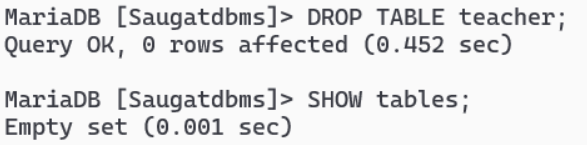 MariaDB [Saugatdbms]> DROP TABLE teacher;
Query OK, 0 rows affected (0.452 sec)
MariaDB [Saugatdbms]> SHOW tables;
Empty set (0.001 sec)